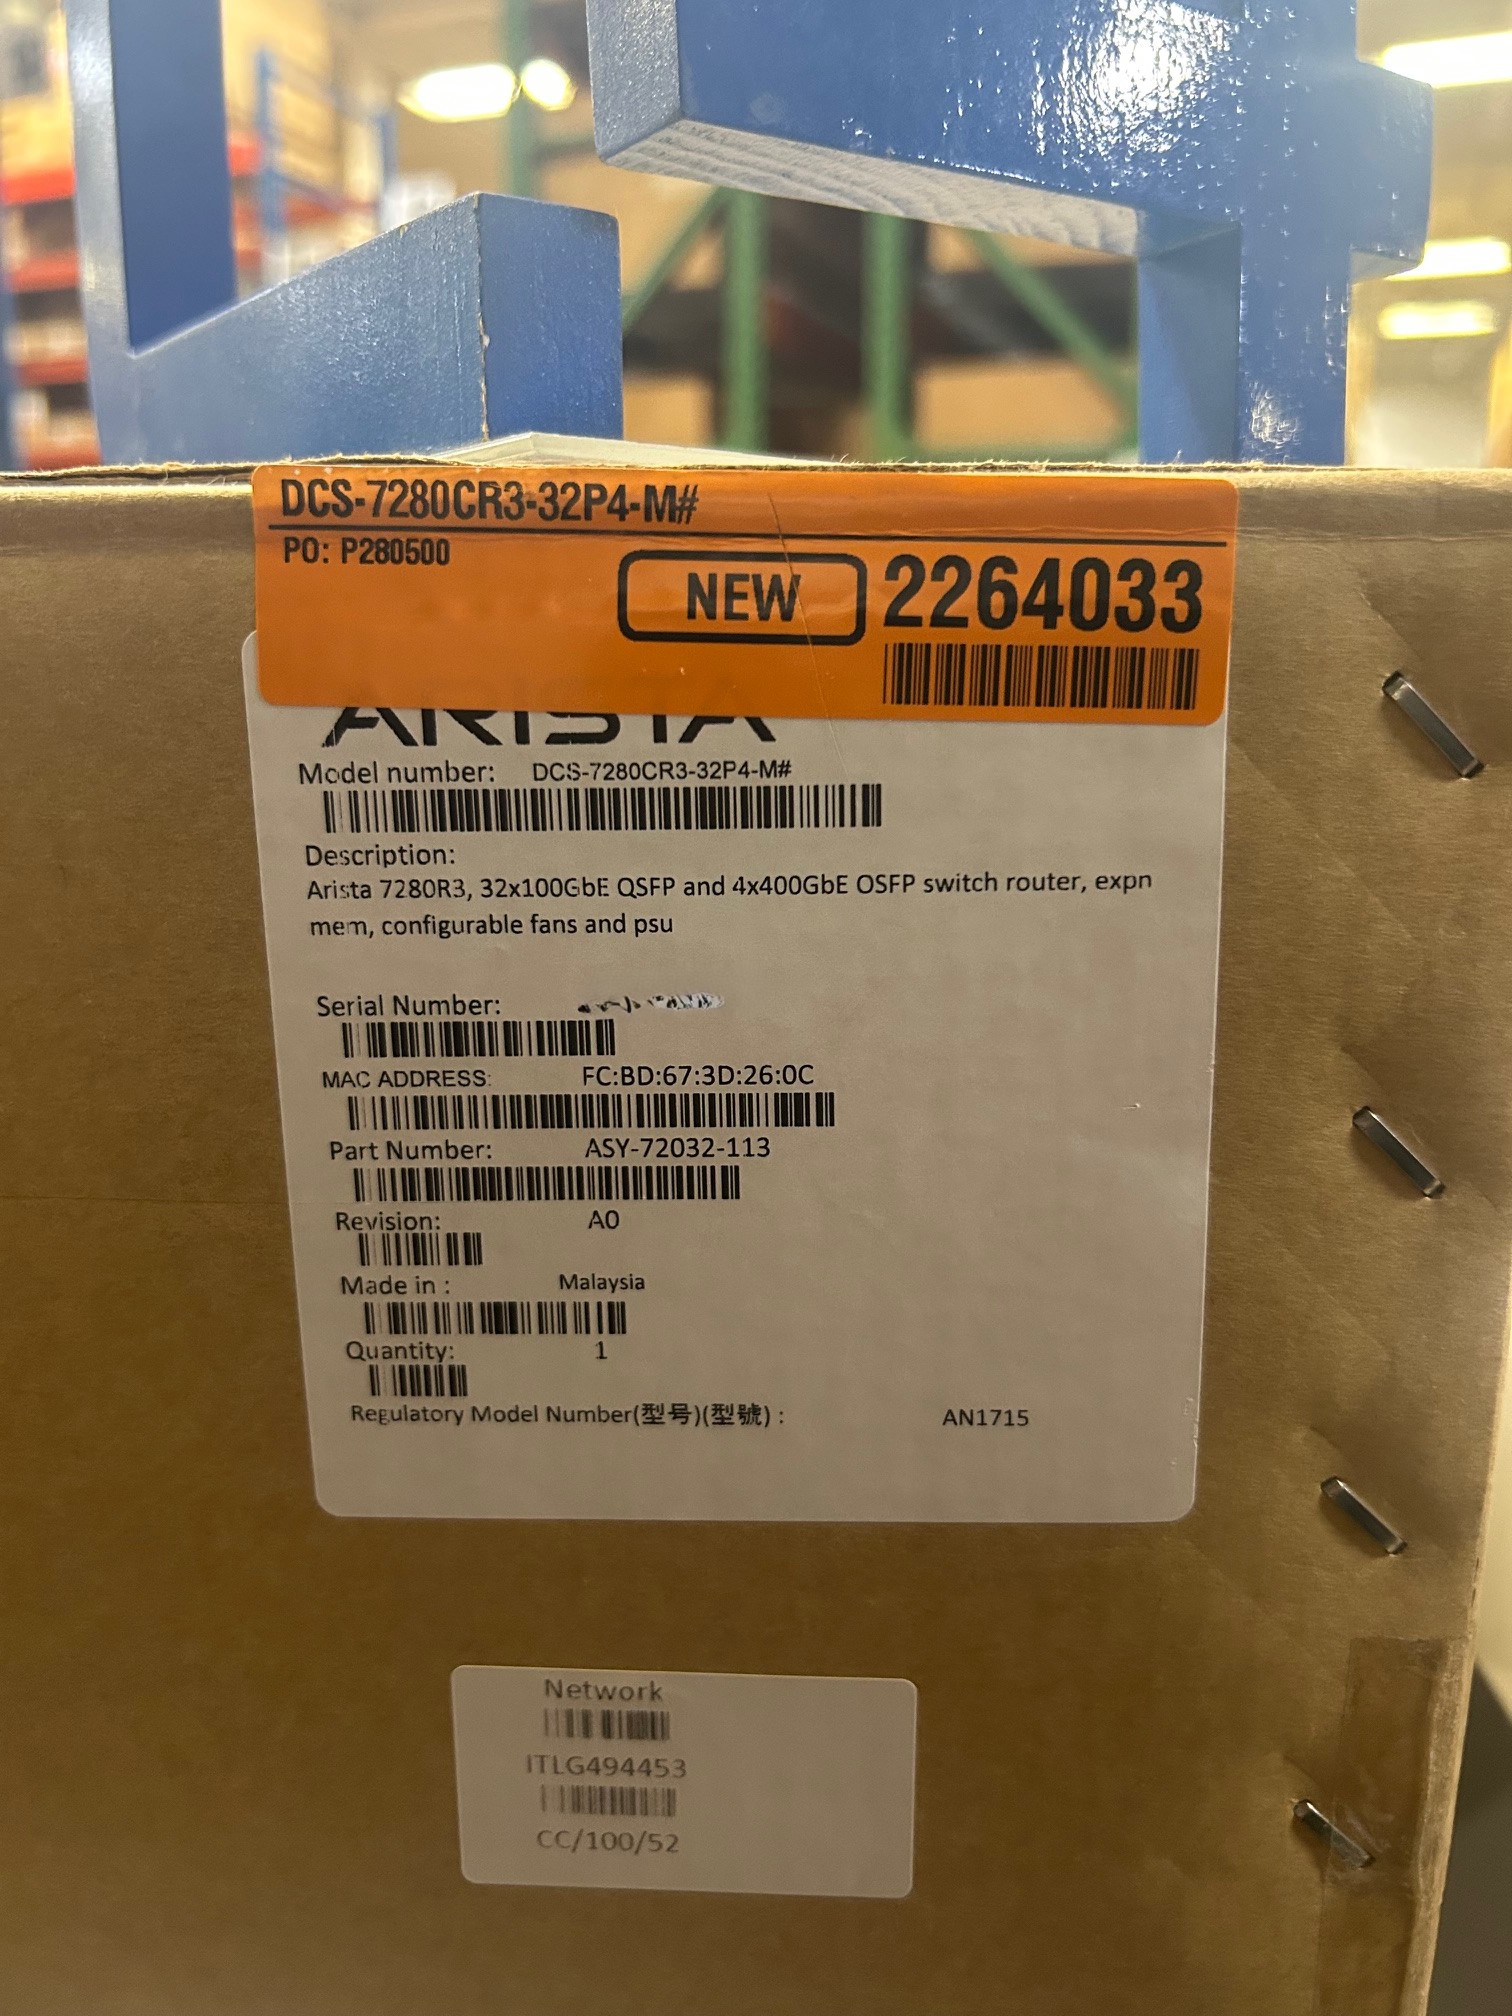 DCS-7280CR3-32P4-M#
PO: P280500
NEW
2264033
ARISTA
Model number: DCS-7280CR3-32P4-M#
Description:
Arista 7280R3, 32x100GbE QSFP and 4x400GbE OSFP switch router, expn
mem, configurable fans and psu
Serial Number:
MAC ADDRESS: FC:BD:67:3D:26:0C
Part Number: ASY-72032-113
Revision: A0
Made in : Malaysia
Quantity: 1
Regulatory Model Number(型号)(型號) : AN1715
Network
ITLG494453
CC/100/52